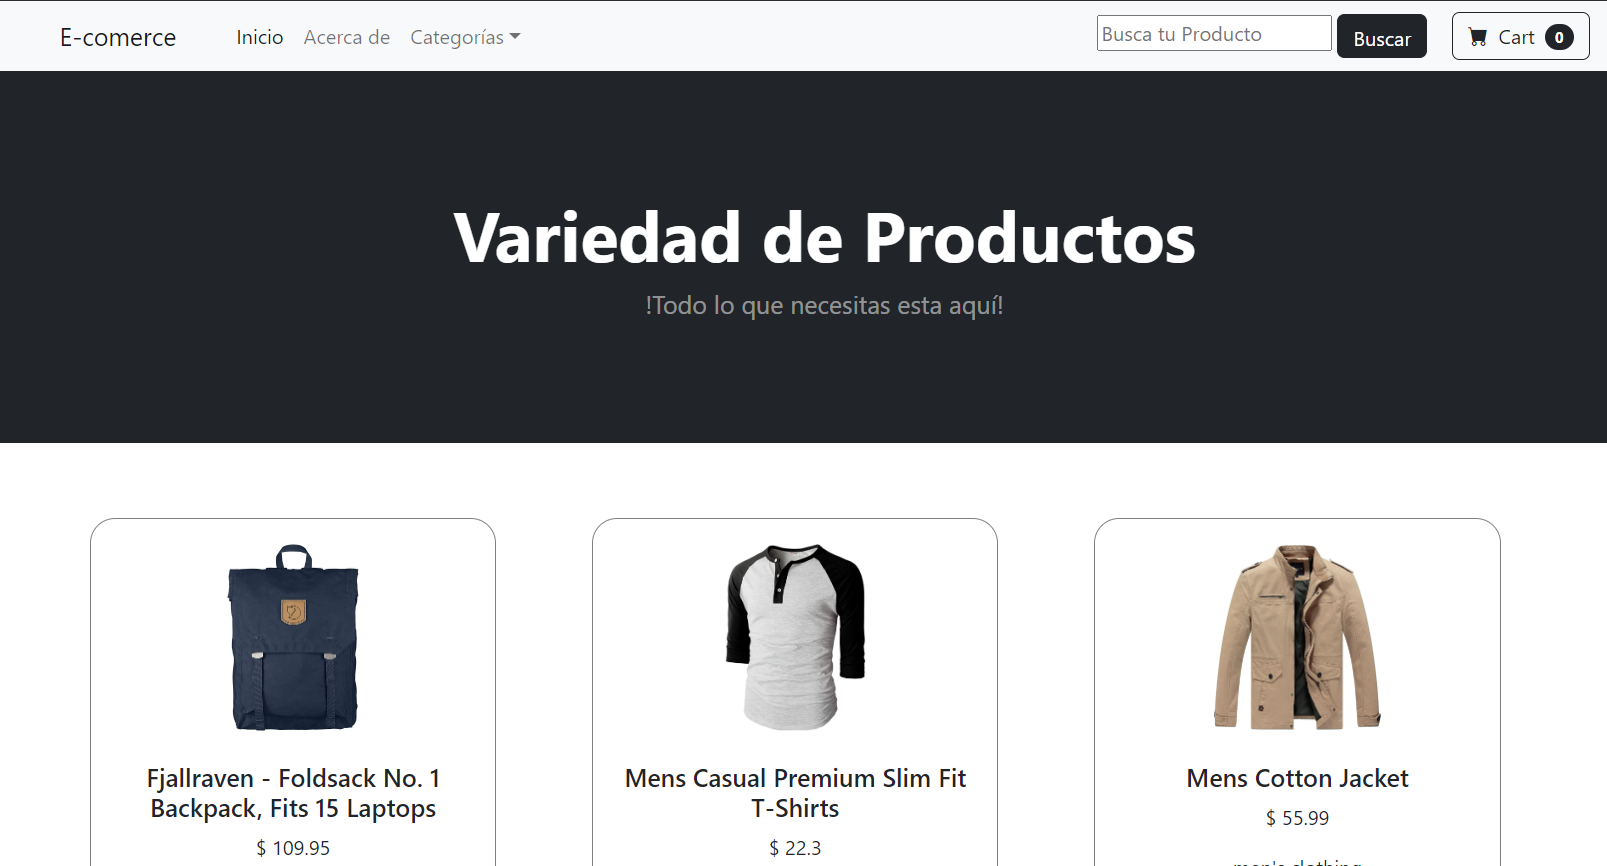 E-comerce
Inicio
Acerca de
Categorías
Busca tu Producto
Buscar
Cart 0
Variedad de Productos
!Todo lo que necesitas esta aquí!
Fjallraven - Foldsack No. 1
Backpack, Fits 15 Laptops
$ 109.95
Mens Casual Premium Slim Fit
T-Shirts
$ 22.3
Mens Cotton Jacket
$ 55.99
men's clothing